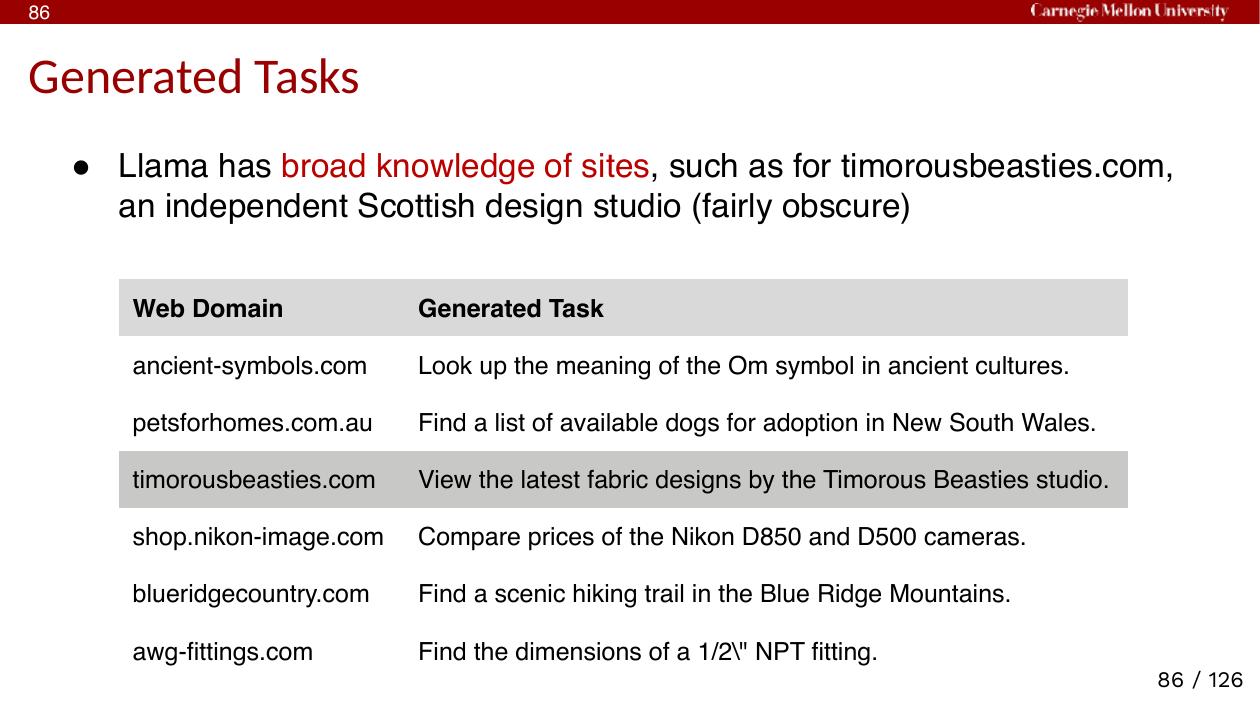 86
Carnegie Mellon University
Generated Tasks
● Llama has broad knowledge of sites, such as for timorousbeasties.com,
an independent Scottish design studio (fairly obscure)
Web Domain Generated Task
ancient-symbols.com Look up the meaning of the Om symbol in ancient cultures.
petsforhomes.com.au Find a list of available dogs for adoption in New South Wales.
timorousbeasties.com View the latest fabric designs by the Timorous Beasties studio.
shop.nikon-image.com Compare prices of the Nikon D850 and D500 cameras.
blueridgecountry.com Find a scenic hiking trail in the Blue Ridge Mountains.
awg-fittings.com Find the dimensions of a 1/2\" NPT fitting.
86 / 126